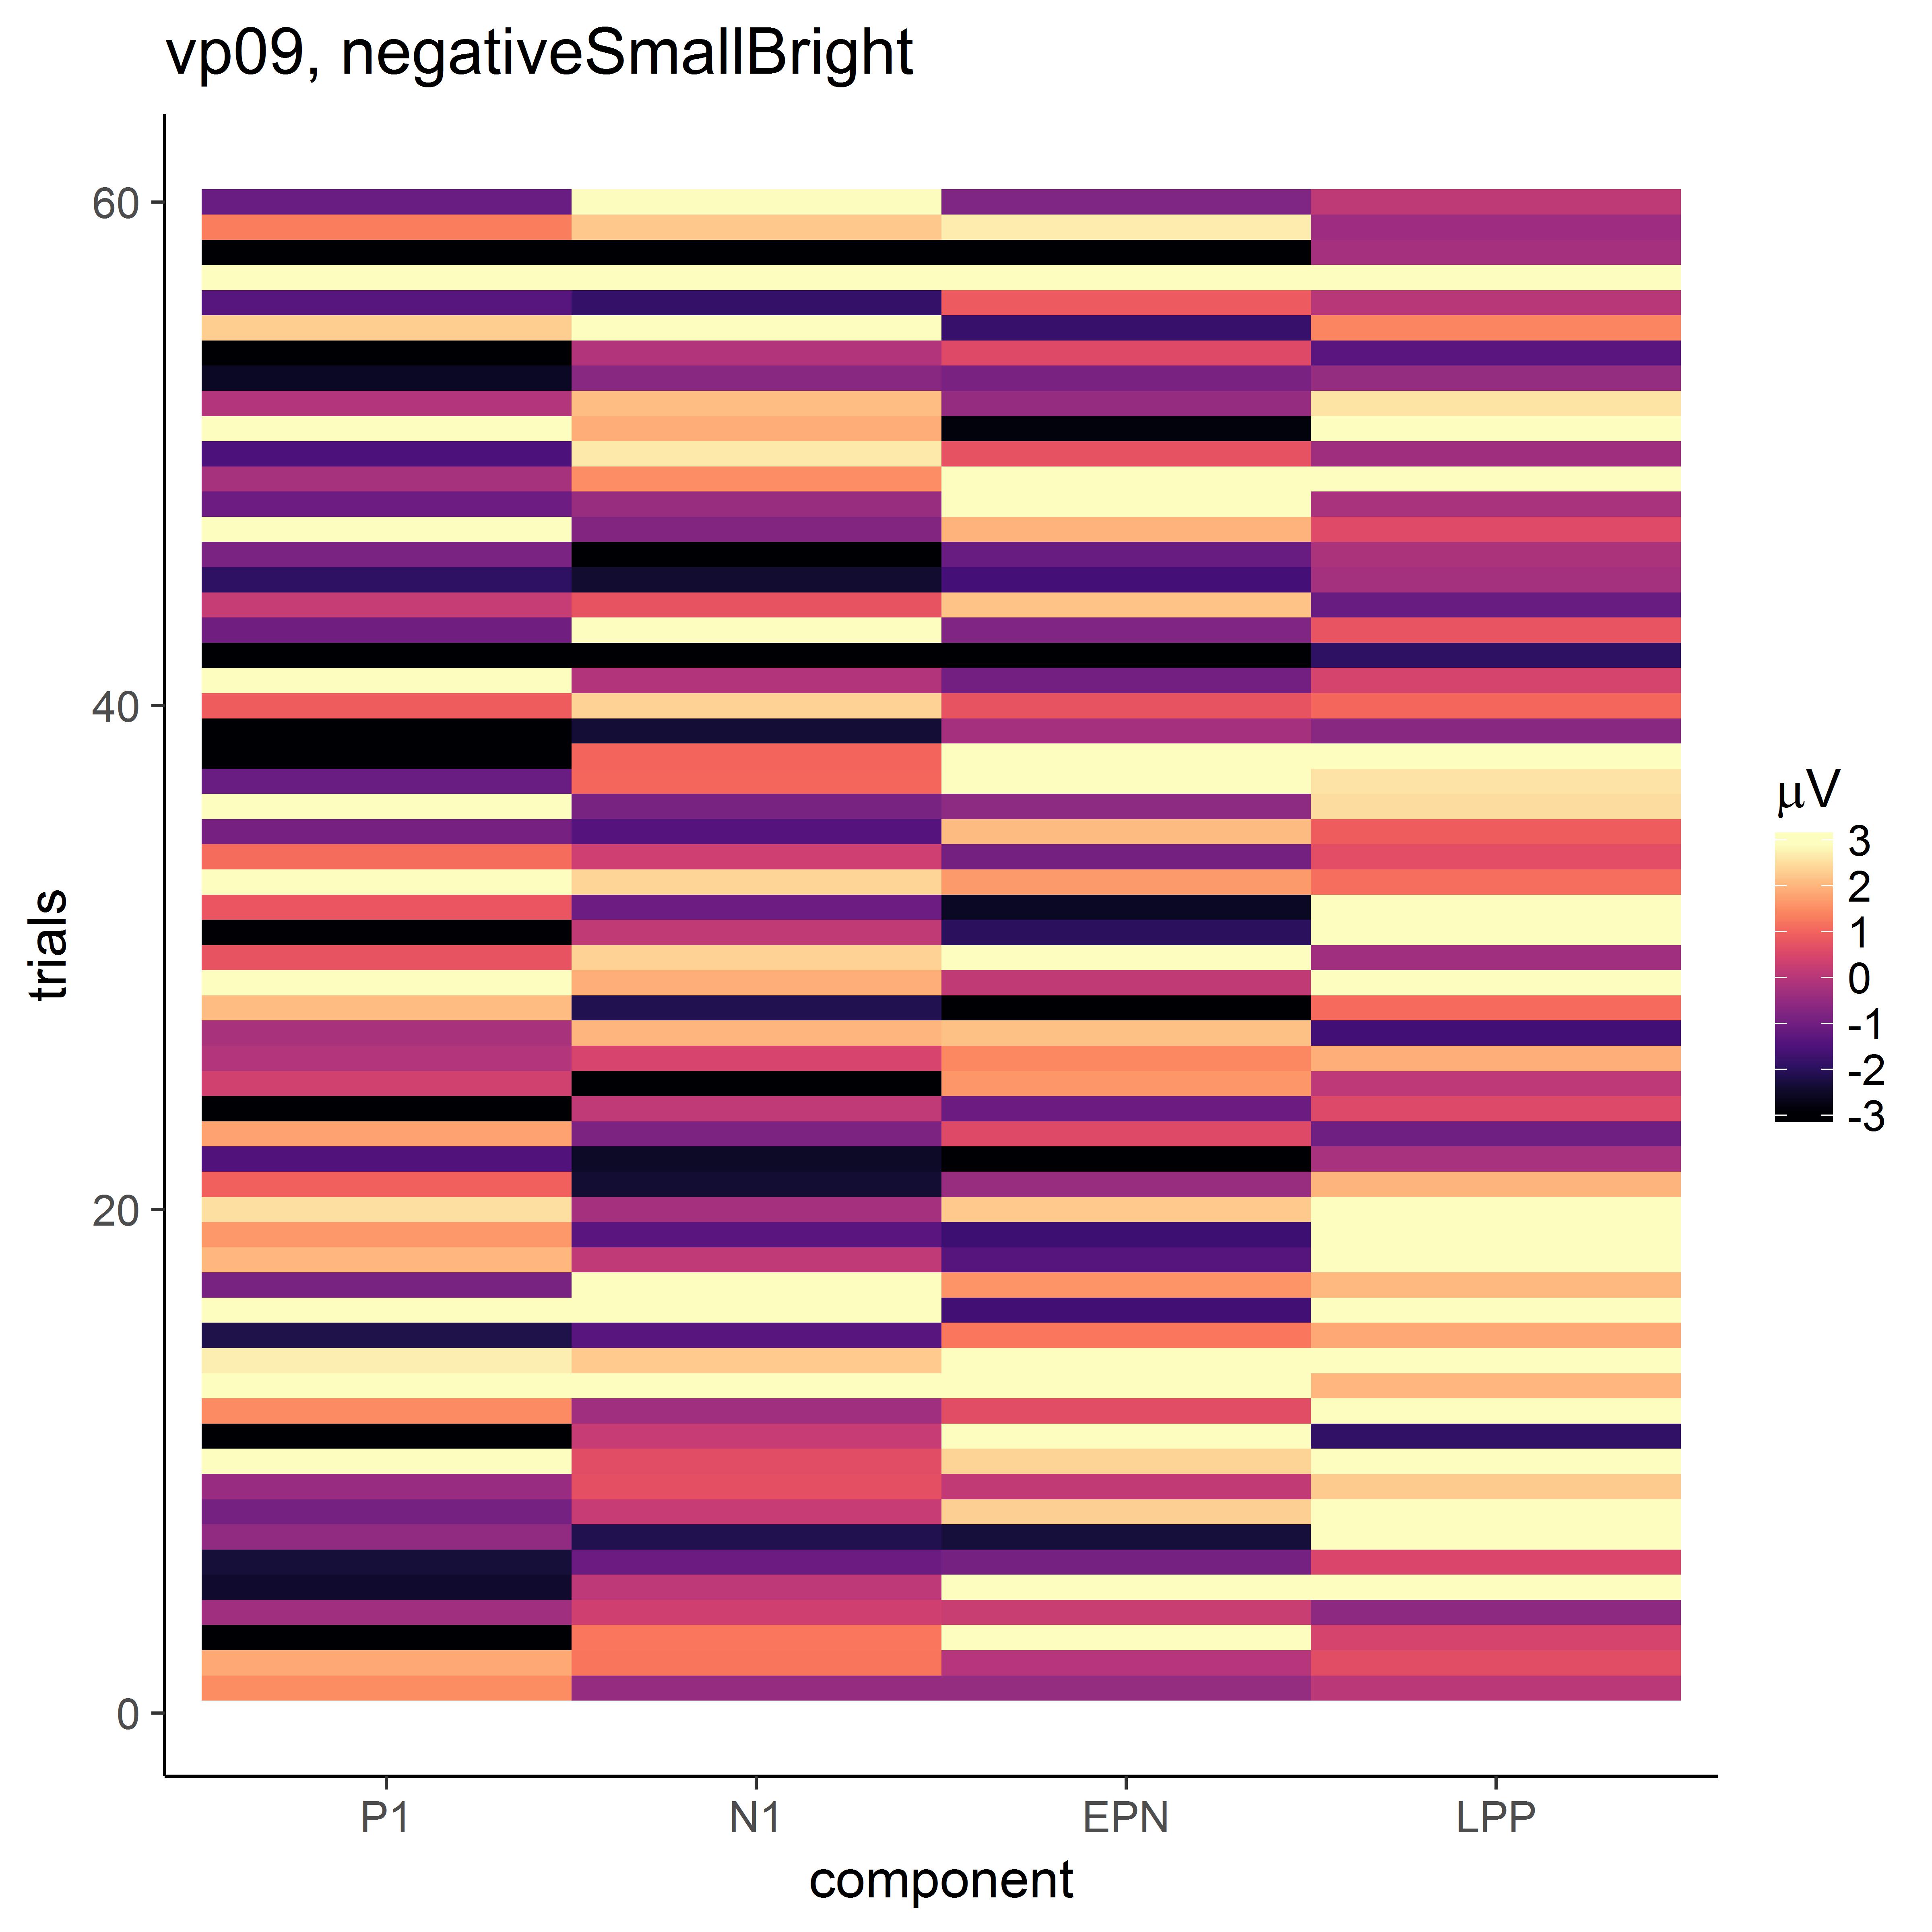 vp09, negativeSmallBright
60
40
20
0
trials
P1 N1 EPN LPP
component
μV
3
2
1
0
-1
-2
-3